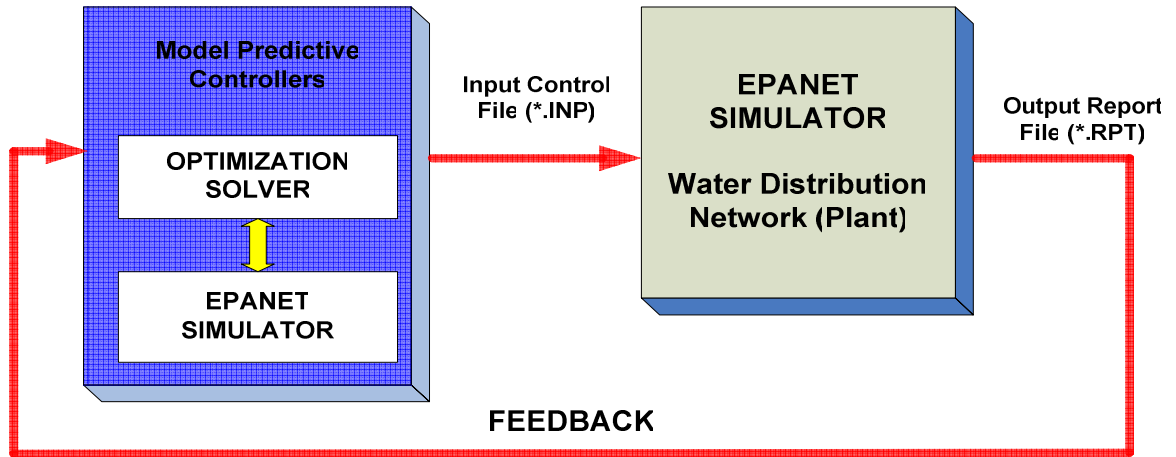 Model Predictive
Controllers
OPTIMIZATION
SOLVER
EPANET
SIMULATOR
Input Control
File (*.INP)
EPANET
SIMULATOR
Water Distribution
Network (Plant)
Output Report
File (*.RPT)
FEEDBACK